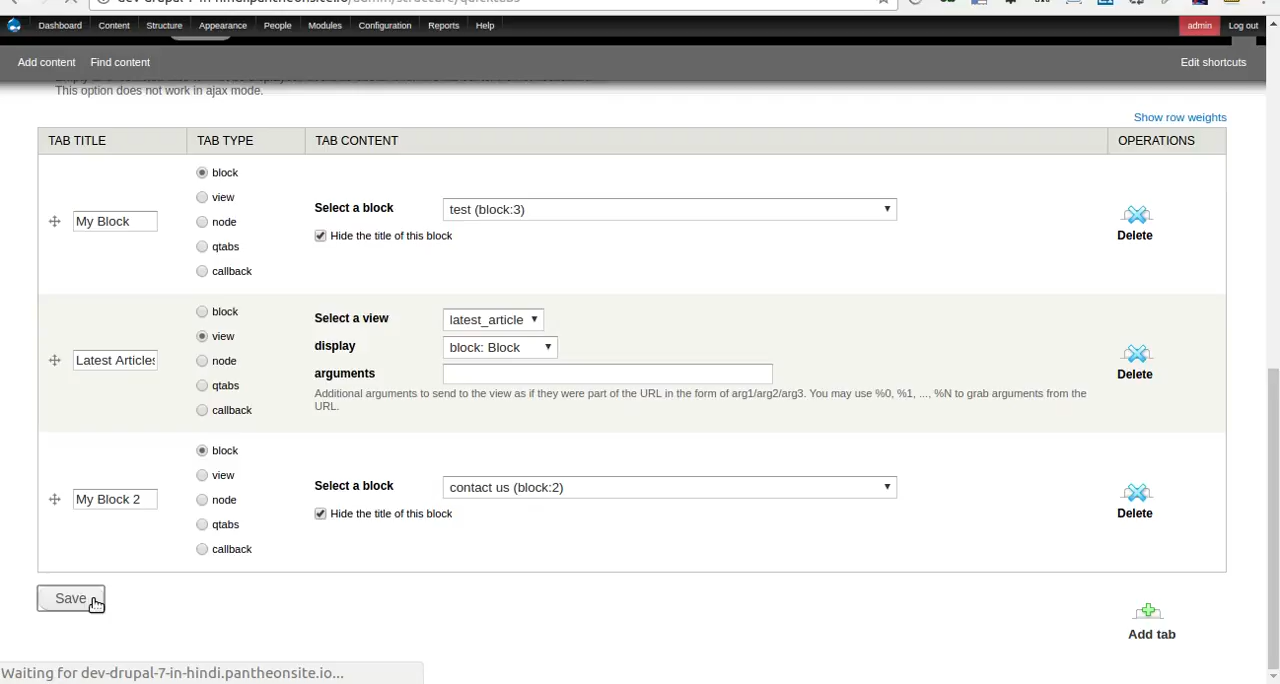 Dashboard Content Structure Appearance People Modules Configuration Reports Help admin Log out
Add content Find content Edit shortcuts
This option does not work in ajax mode.
Show row weights
TAB TITLE TAB TYPE TAB CONTENT OPERATIONS
block
view
node
qtabs
callback
My Block
Select a block test (block:3)
Hide the title of this block
Delete
block
view
node
qtabs
callback
Latest Articles
Select a view latest_article
display block: Block
arguments
Additional arguments to send to the view as if they were part of the URL in the form of arg1/arg2/arg3. You may use %0, %1, ..., %N to grab arguments from the
URL.
Delete
block
view
node
qtabs
callback
My Block 2
Select a block contact us (block:2)
Hide the title of this block
Delete
Save
Add tab
Waiting for dev-drupal-7-in-hindi.pantheonsite.io...